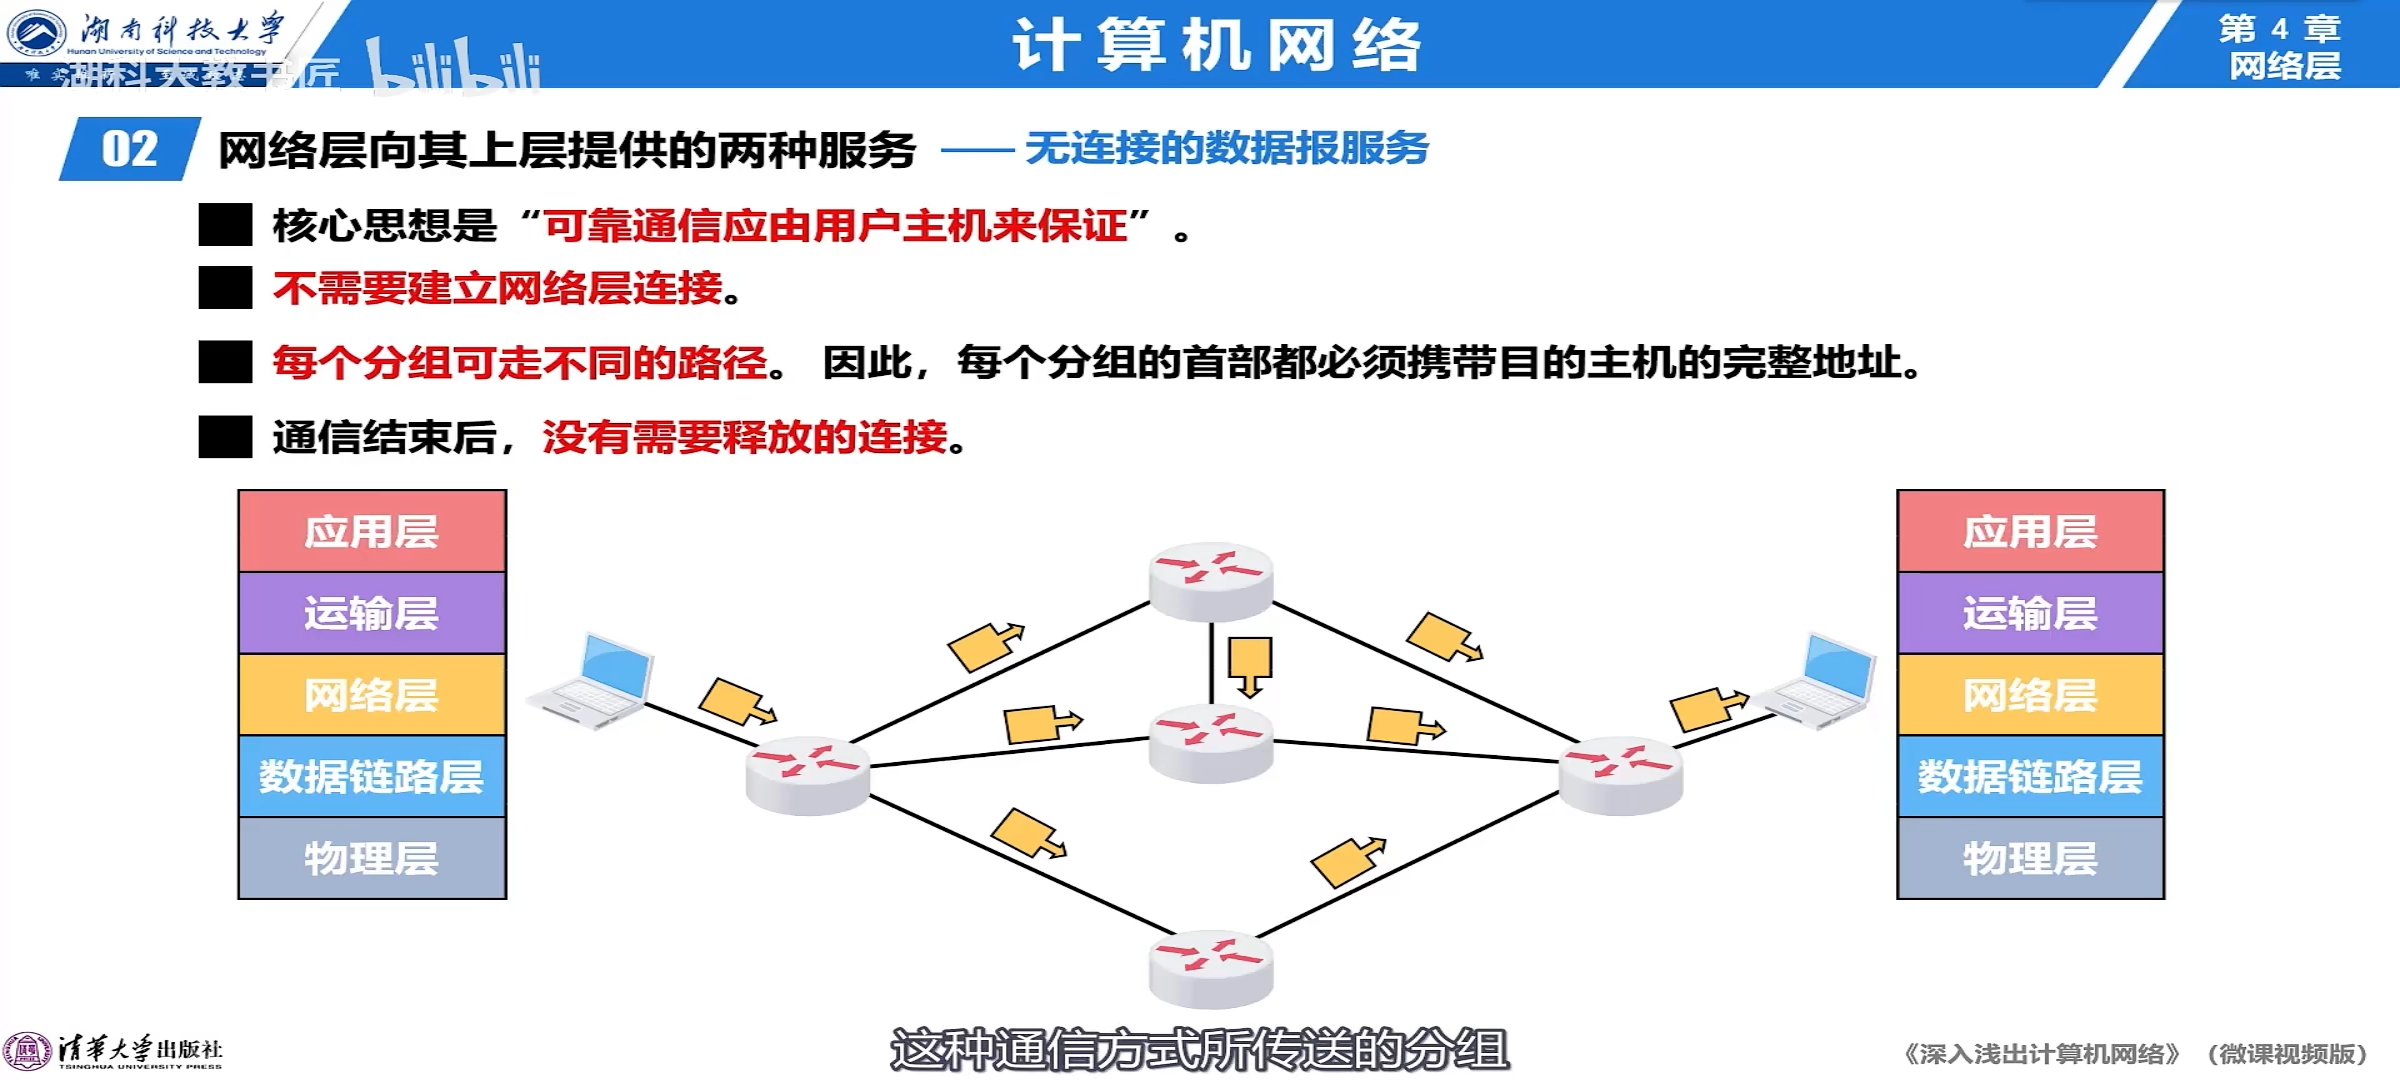 湖南科技大学
Hunan University of Science and Technology
湖科大教书匠 bilibili
计算机网络
第 4 章
网络层
02 网络层向其上层提供的两种服务 —— 无连接的数据报服务
核心思想是“可靠通信应由用户主机来保证”。
不需要建立网络层连接。
每个分组可走不同的路径。 因此，每个分组的首部都必须携带目的主机的完整地址。
通信结束后，没有需要释放的连接。
应用层
运输层
网络层
数据链路层
物理层
应用层
运输层
网络层
数据链路层
物理层
这种通信方式所传送的分组
清华大学出版社
TSINGHUA UNIVERSITY PRESS
《深入浅出计算机网络》（微课视频版）